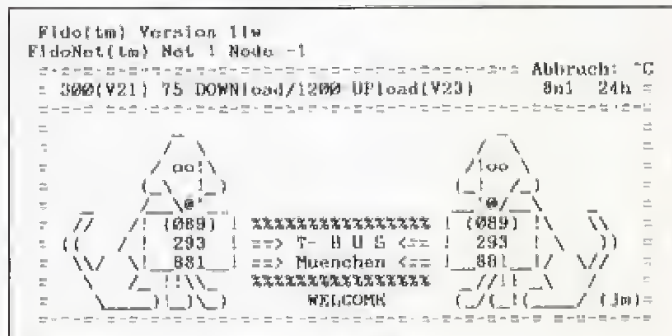 Fido(tm) Version 11w
FidoNet(tm) Net 1 Node -1
Abbruch: ^C
300(V21) 75 DOWNload/1200 UPload(V23) 8n1 24h
(089) %%%%%%%%%%%%%%%%% (089)
293 ==> T- B U S <== 293
881 ==> Muenchen <== 881
%%%%%%%%%%%%%%%%%
WELCOME (jm)